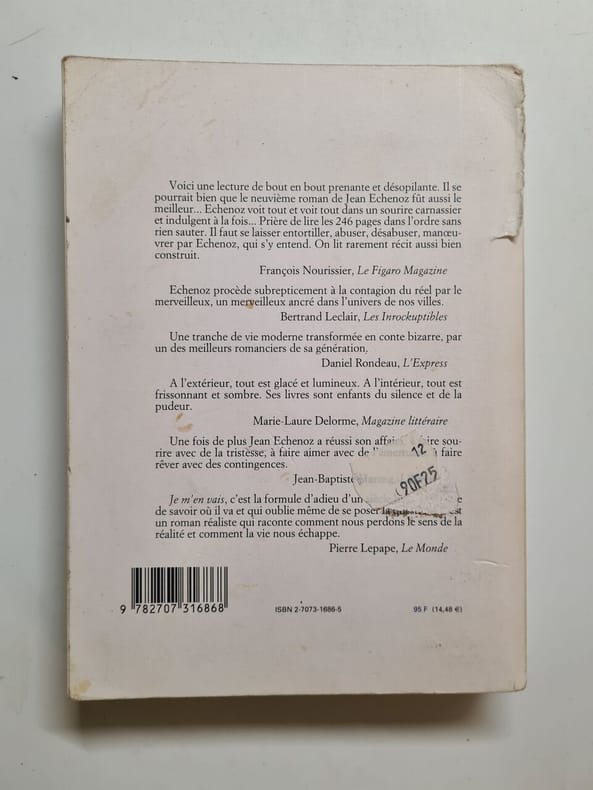 Voici une lecture de bout en bout prenante et désopilante. Il se
pourrait bien que le neuvième roman de Jean Echenoz fût aussi le
meilleur... Echenoz voit tout et voit tout dans un sourire carnassier
et indulgent à la fois... Prière de lire les 246 pages dans l'ordre sans
rien sauter. Il faut se laisser entortiller, abuser, désabuser, manœu-
vrer par Echenoz, qui s'y entend. On lit rarement récit aussi bien
construit.
François Nourissier, Le Figaro Magazine
Echenoz procède subrepticement à la contagion du réel par le
merveilleux, un merveilleux ancré dans l'univers de nos villes.
Bertrand Leclair, Les Inrockuptibles
Une tranche de vie moderne transformée en conte bizarre, par
un des meilleurs romanciers de sa génération.
Daniel Rondeau, L'Express
A l'extérieur, tout est glacé et lumineux. A l'intérieur, tout est
frissonnant et sombre. Ses livres sont enfants du silence et de la
pudeur.
Marie-Laure Delorme, Magazine littéraire
Une fois de plus Jean Echenoz a réussi son sou-
rire avec de la tristesse, à faire aimer avec de à faire
rêver avec des contingences.
12
90F25
Jean-Baptiste
Je m'en vais, c'est la formule d'adieu d'un
de savoir où il va et qui oublie même de se poser la
un roman réaliste qui raconte comment nous perdons le sens de la
réalité et comment la vie nous échappe.
Pierre Lepape, Le Monde
9 782707 316868
ISBN 2-7073-1686-5
95 F (14,48 €)